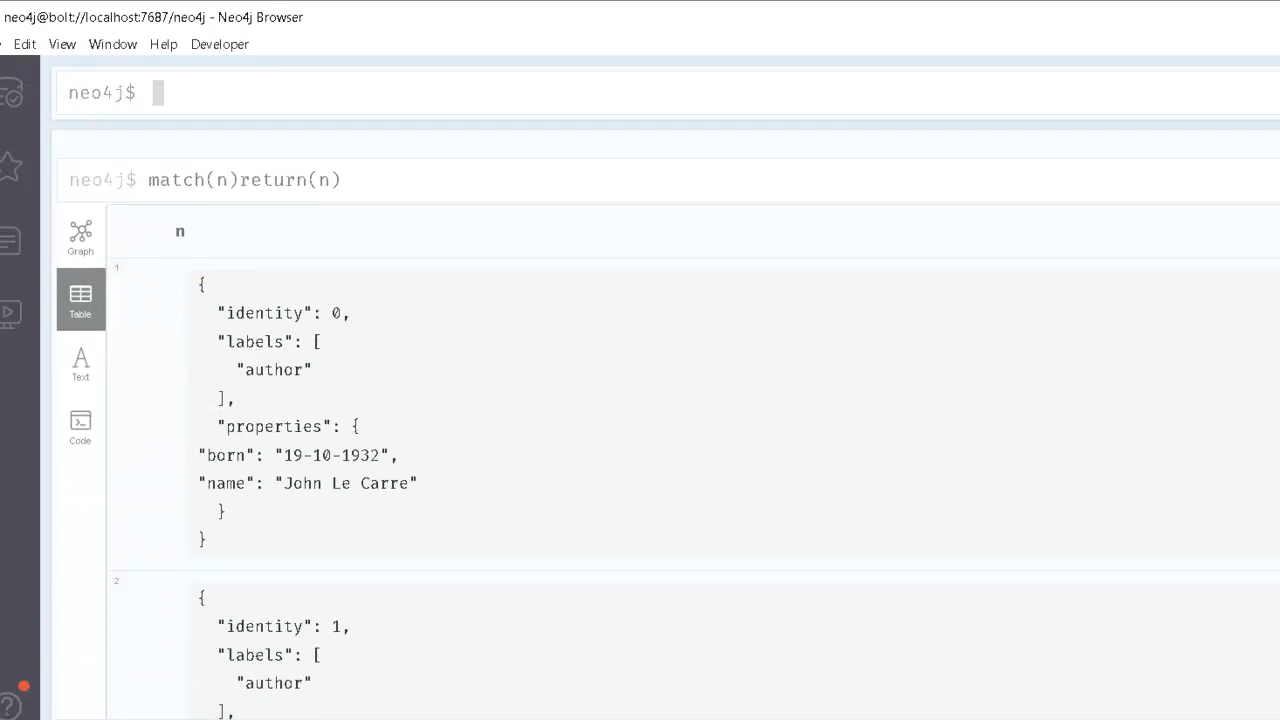 neo4j@bolt://localhost:7687/neo4j - Neo4j Browser
Edit View Window Help Developer
neo4j$
neo4j$ match(n)return(n)
Graph
Table
Text
Code
n
1
{
"identity": 0,
"labels": [
"author"
],
"properties": {
"born": "19-10-1932",
"name": "John Le Carre"
}
}
2
{
"identity": 1,
"labels": [
"author"
],